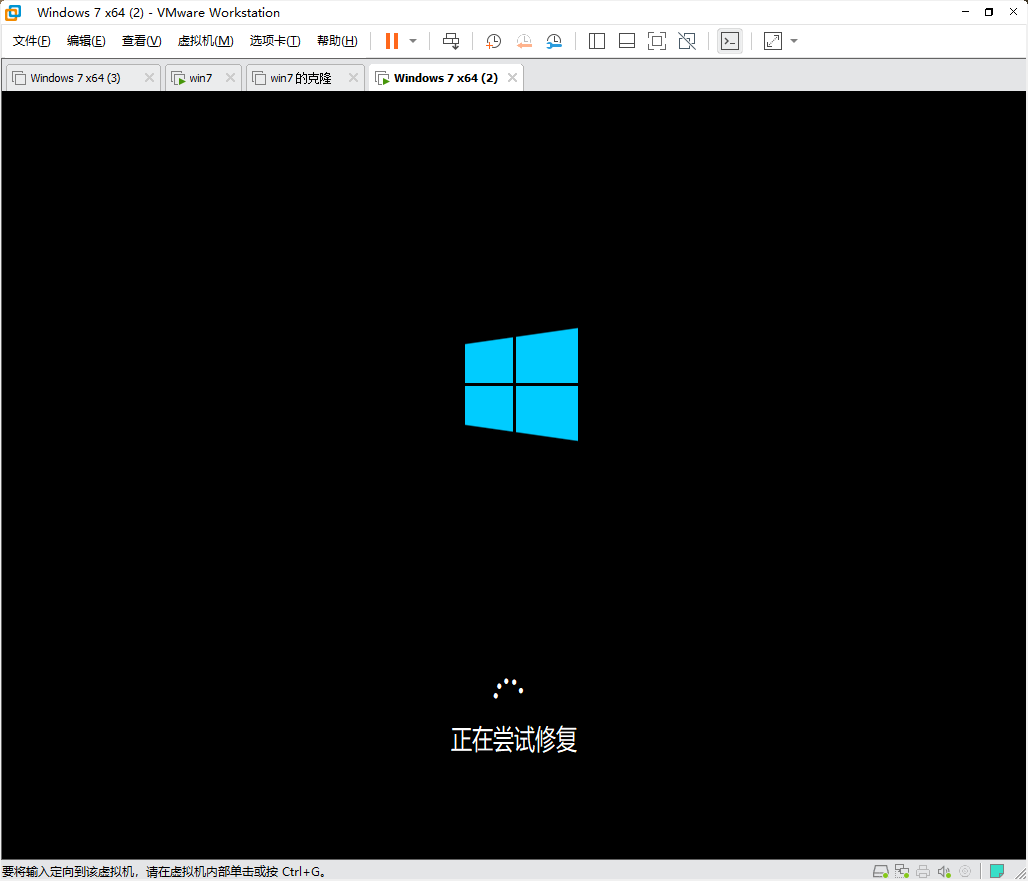 Windows 7 x64 (2) - VMware Workstation
文件(F) 编辑(E) 查看(V) 虚拟机(M) 选项卡(T) 帮助(H)
Windows 7 x64 (3) win7 win7 的克隆 Windows 7 x64 (2)
正在尝试修复
要将输入定向到该虚拟机，请在虚拟机内部单击或按 Ctrl+G。